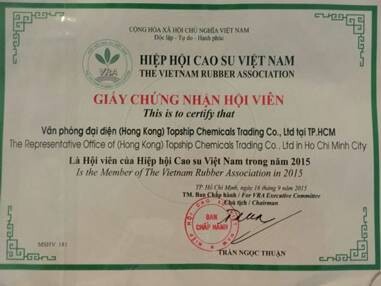 CỘNG HÒA XÃ HỘI CHỦ NGHĨA VIỆT NAM
Độc lập - Tự do - Hạnh phúc
VRA
HIỆP HỘI CAO SU VIỆT NAM
THE VIETNAM RUBBER ASSOCIATION
GIẤY CHỨNG NHẬN HỘI VIÊN
This is to certify that
Văn phòng đại diện (Hong Kong) Topship Chemicals Trading Co., Ltd tại TP.HCM
The Representative Office of (Hong Kong) Topship Chemicals Trading Co., Ltd in Ho Chi Minh City
Là Hội viên của Hiệp hội Cao su Việt Nam trong năm 2015
Is the Member of The Vietnam Rubber Association in 2015
TP. Hồ Chí Minh, ngày 16 năm 2015
TM. Ban Chấp hành / For VRA Executive Committee
Chủ tịch / Chairman
BAN
CHẤP HÀNH
TRẦN NGỌC THUẬN
MSHV 181